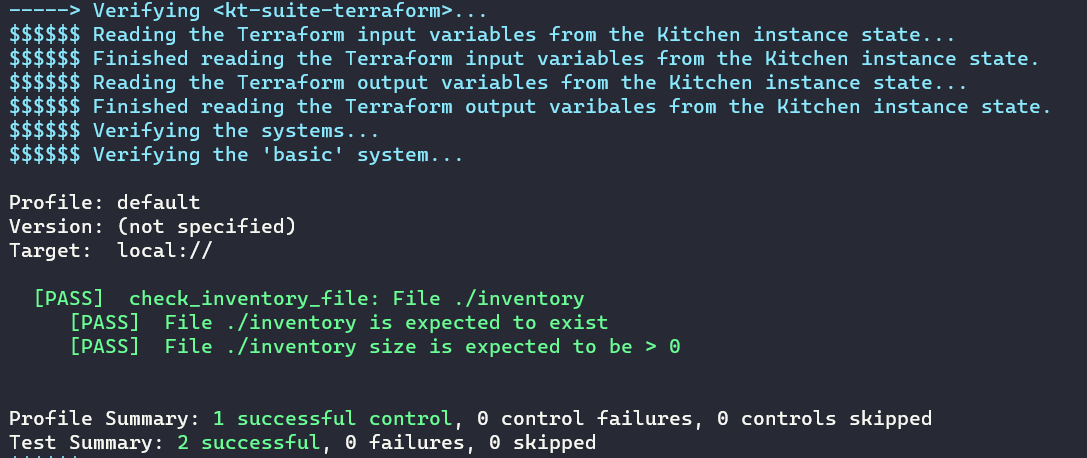 -----> Verifying <kt-suite-terraform>...
$$$$$$ Reading the Terraform input variables from the Kitchen instance state...
$$$$$$ Finished reading the Terraform input variables from the Kitchen instance state.
$$$$$$ Reading the Terraform output variables from the Kitchen instance state...
$$$$$$ Finished reading the Terraform output varibales from the Kitchen instance state.
$$$$$$ Verifying the systems...
$$$$$$ Verifying the 'basic' system...
Profile: default
Version: (not specified)
Target:  local://
[PASS]  check_inventory_file: File ./inventory
[PASS]  File ./inventory is expected to exist
[PASS]  File ./inventory size is expected to be > 0
Profile Summary: 1 successful control, 0 control failures, 0 controls skipped
Test Summary: 2 successful, 0 failures, 0 skipped